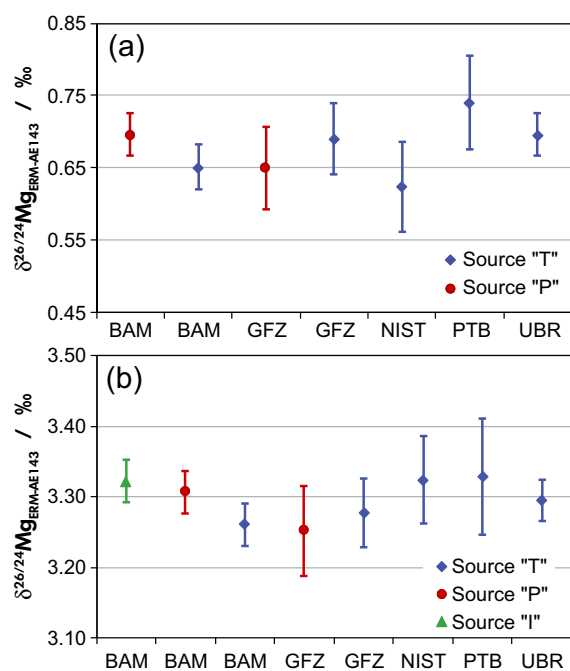 (a)
δ26/24MgERM-AE143 / ‰
0.85
0.75
0.65
0.55
0.45
Source "T"
Source "P"
BAM BAM GFZ GFZ NIST PTB UBR
(b)
δ26/24MgERM-AE143 / ‰
3.50
3.40
3.30
3.20
3.10
Source "T"
Source "P"
Source "I"
BAM BAM BAM GFZ GFZ NIST PTB UBR